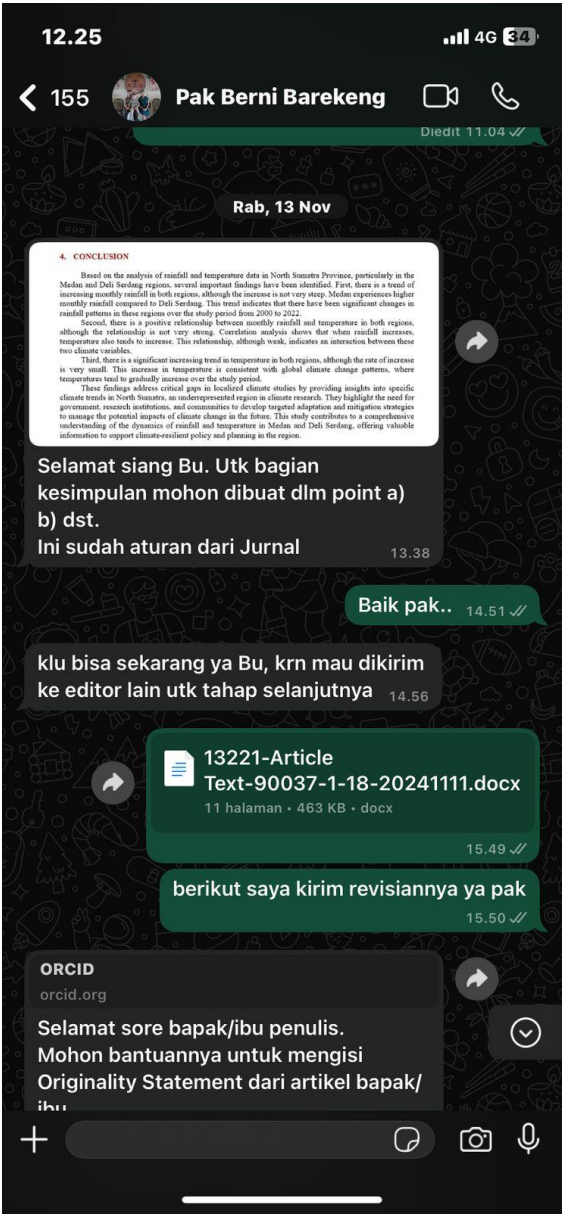 12.25
4G 34
155 Pak Berni Barekeng
Diedit 11.04
Rab, 13 Nov
4. CONCLUSION
Based on the analysis of rainfall and temperature data in North Sumatra Province, particularly in the
Medan and Deli Serdang regions, several important findings have been identified. First, there is a trend of
increasing monthly rainfall in both regions, although the increase is not very steep. Medan experiences higher
monthly rainfall compared to Deli Serdang. This trend indicates that there have been significant changes in
rainfall patterns in these regions over the study period from 2000 to 2022.
Second, there is a positive relationship between monthly rainfall and temperature in both regions,
although the relationship is not very strong. Correlation analysis shows that when rainfall increases,
temperature also tends to increase. This relationship, although weak, indicates an interaction between these
two climate variables.
Third, there is a significant increasing trend in temperature in both regions, although the rate of increase
is very small. This increase in temperature is consistent with global climate change patterns, where
temperatures tend to gradually increase over the study period.
These findings address critical gaps in localized climate studies by providing insights into specific
climate trends in North Sumatra, an underrepresented region in climate research. They highlight the need for
government, research institutions, and communities to develop targeted adaptation and mitigation strategies
to manage the potential impacts of climate change in the future. This study contributes to a comprehensive
understanding of the dynamics of rainfall and temperature in Medan and Deli Serdang, offering valuable
information to support climate-resilient policy and planning in the region.
Selamat siang Bu. Utk bagian
kesimpulan mohon dibuat dlm point a)
b) dst.
Ini sudah aturan dari Jurnal
13.38
Baik pak.. 14.51
klu bisa sekarang ya Bu, krn mau dikirim
ke editor lain utk tahap selanjutnya 14.56
13221-Article
Text-90037-1-18-20241111.docx
11 halaman • 463 KB • docx
15.49
berikut saya kirim revisiannya ya pak
15.50
ORCID
orcid.org
Selamat sore bapak/ibu penulis.
Mohon bantuannya untuk mengisi
Originality Statement dari artikel bapak/
ibu